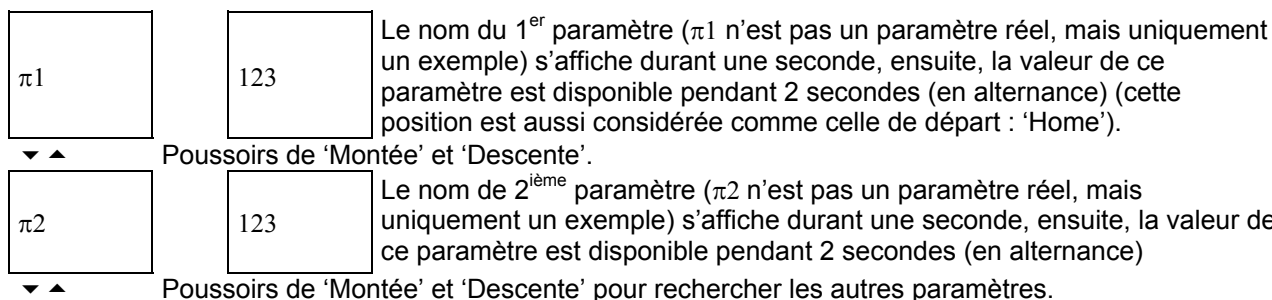 Le nom du 1er paramètre (π1 n'est pas un paramètre réel, mais uniquement
un exemple) s'affiche durant une seconde, ensuite, la valeur de ce
π1 123 paramètre est disponible pendant 2 secondes (en alternance) (cette
position est aussi considérée comme celle de départ : 'Home').
Poussoirs de 'Montée' et 'Descente'.
Le nom de 2ième paramètre (π2 n'est pas un paramètre réel, mais
π2 123 uniquement un exemple) s'affiche durant une seconde, ensuite, la valeur de
ce paramètre est disponible pendant 2 secondes (en alternance)
Poussoirs de 'Montée' et 'Descente' pour rechercher les autres paramètres.